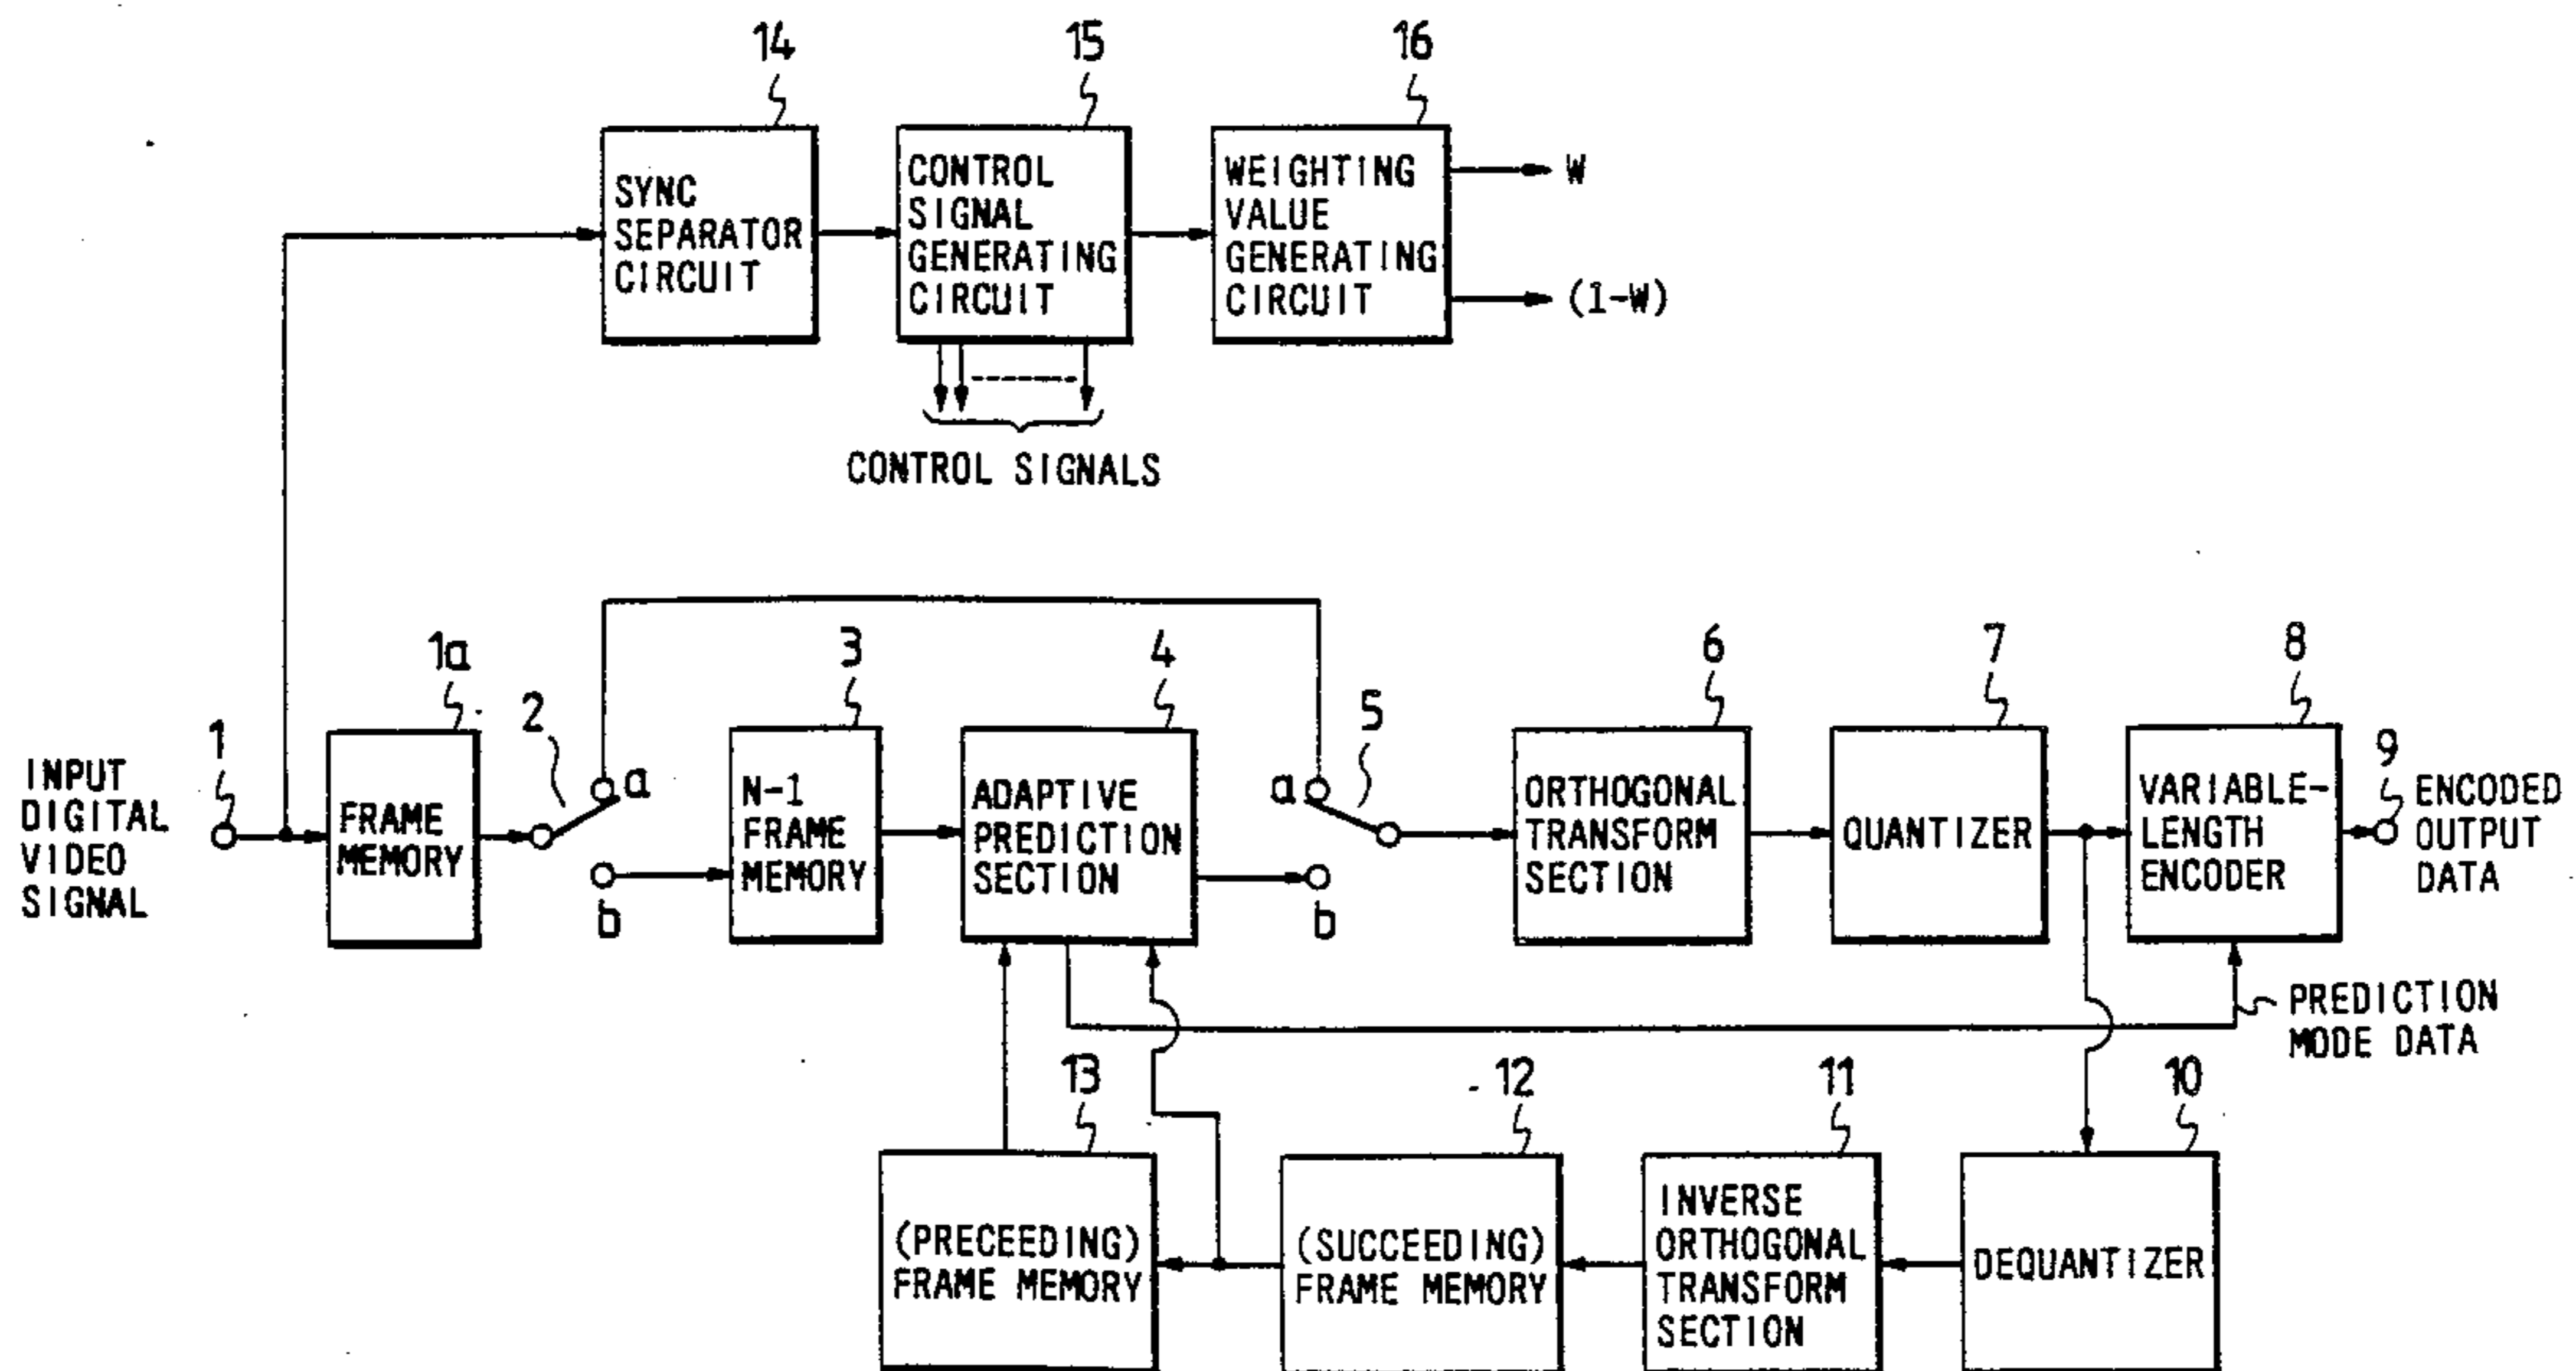 14
15
16
SYNC
SEPARATOR
CIRCUIT
CONTROL
SIGNAL
GENERATING
CIRCUIT
WEIGHTING
VALUE
GENERATING
CIRCUIT
W
(1-W)
CONTROL SIGNALS
1
1a
2
3
4
5
6
7
8
9
INPUT
DIGITAL
VIDEO
SIGNAL
FRAME
MEMORY
a
b
N-1
FRAME
MEMORY
ADAPTIVE
PREDICTION
SECTION
a
b
ORTHOGONAL
TRANSFORM
SECTION
QUANTIZER
VARIABLE-
LENGTH
ENCODER
ENCODED
OUTPUT
DATA
PREDICTION
MODE DATA
13
12
11
10
(PRECEEDING)
FRAME MEMORY
(SUCCEEDING)
FRAME MEMORY
INVERSE
ORTHOGONAL
TRANSFORM
SECTION
DEQUANTIZER